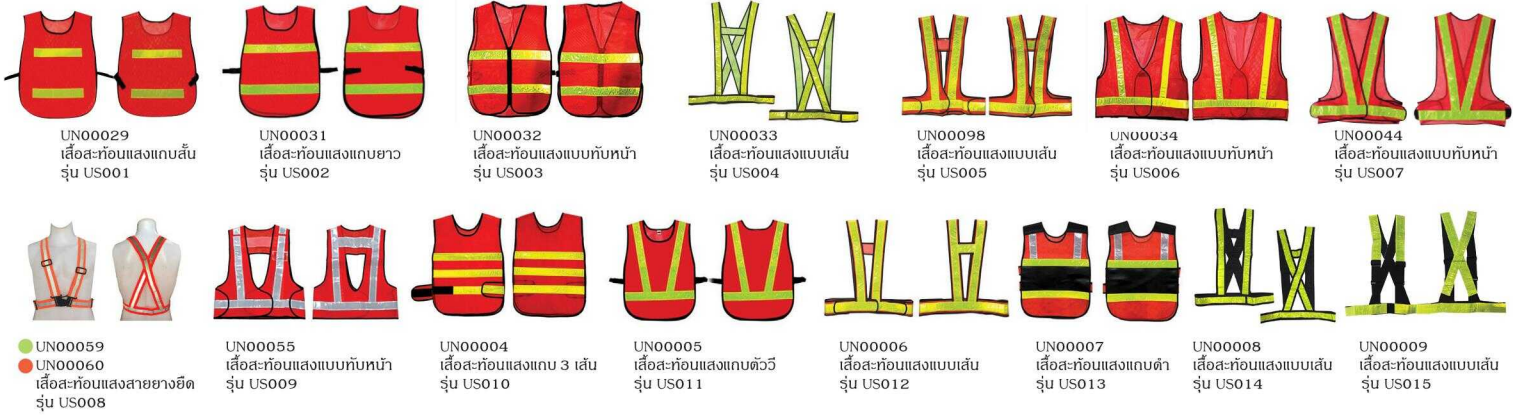 UN00029
เสื้อสะท้อนแสงแถบสั้น
รุ่น US001
UN00031
เสื้อสะท้อนแสงแถบยาว
รุ่น US002
UN00032
เสื้อสะท้อนแสงแบบทับหน้า
รุ่น US003
UN00033
เสื้อสะท้อนแสงแบบเส้น
รุ่น US004
UN00098
เสื้อสะท้อนแสงแบบเส้น
รุ่น US005
UN00034
เสื้อสะท้อนแสงแบบทับหน้า
รุ่น US006
UN00044
เสื้อสะท้อนแสงแบบทับหน้า
รุ่น US007
UN00059
UN00060
เสื้อสะท้อนแสงสายยางยืด
รุ่น US008
UN00055
เสื้อสะท้อนแสงแบบทับหน้า
รุ่น US009
UN00004
เสื้อสะท้อนแสงแถบ 3 เส้น
รุ่น US010
UN00005
เสื้อสะท้อนแสงแถบตัววี
รุ่น US011
UN00006
เสื้อสะท้อนแสงแบบเส้น
รุ่น US012
UN00007
เสื้อสะท้อนแสงแถบดำ
รุ่น US013
UN00008
เสื้อสะท้อนแสงแบบเส้น
รุ่น US014
UN00009
เสื้อสะท้อนแสงแบบเส้น
รุ่น US015